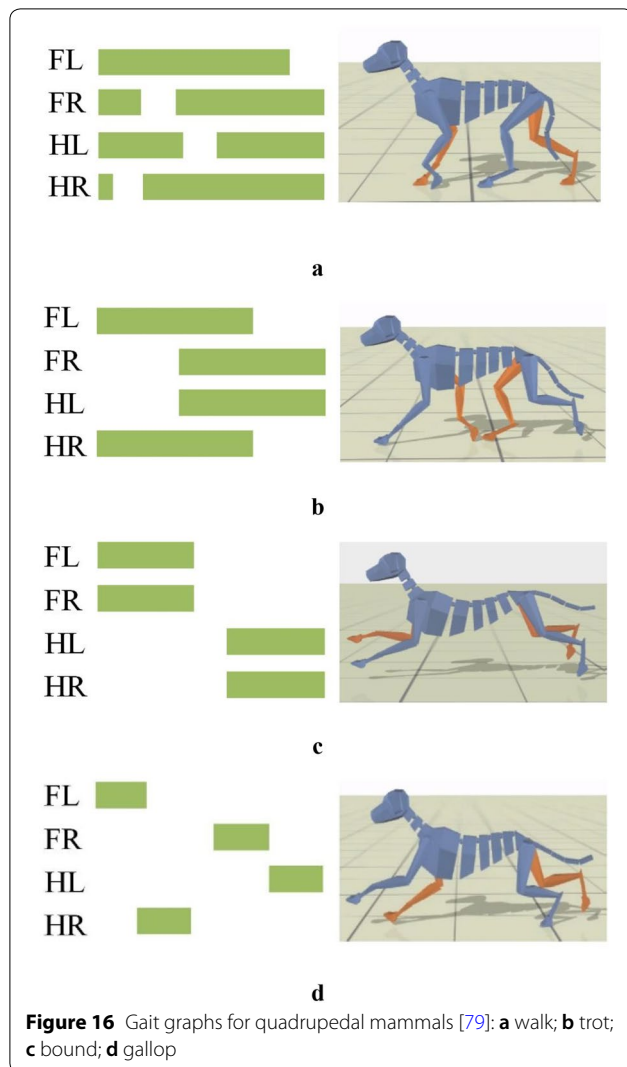 FL
FR
HL
HR
a
FL
FR
HL
HR
b
FL
FR
HL
HR
c
FL
FR
HL
HR
d
Figure 16 Gait graphs for quadrupedal mammals [79]: a walk; b trot;
c bound; d gallop